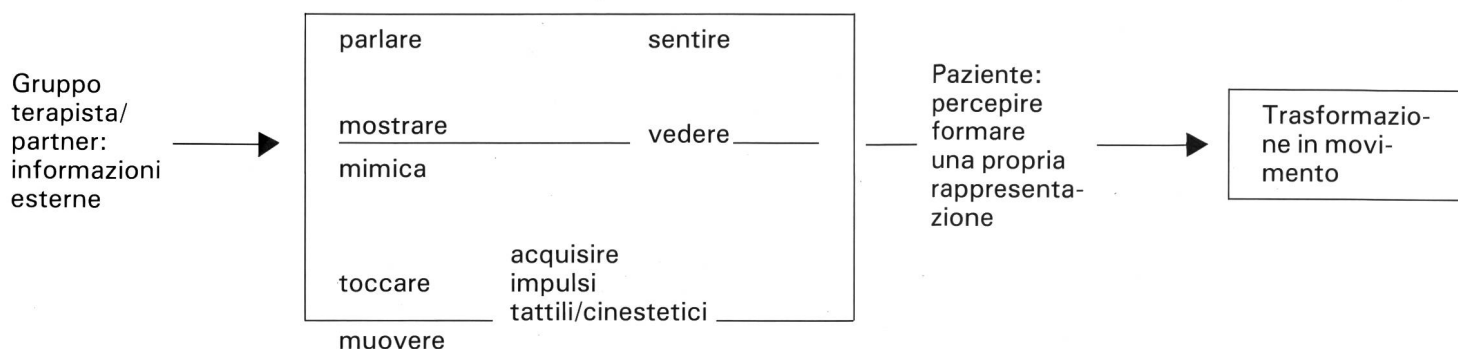 Gruppo
terapista/
partner:
informazioni
esterne
parlare
sentire
mostrare
vedere
mimica
toccare
acquisire
impulsi
tattili/cinestetici
muovere
Paziente:
percepire
formare
una propria
rappresenta-
zione
Trasformazio-
ne in movi-
mento